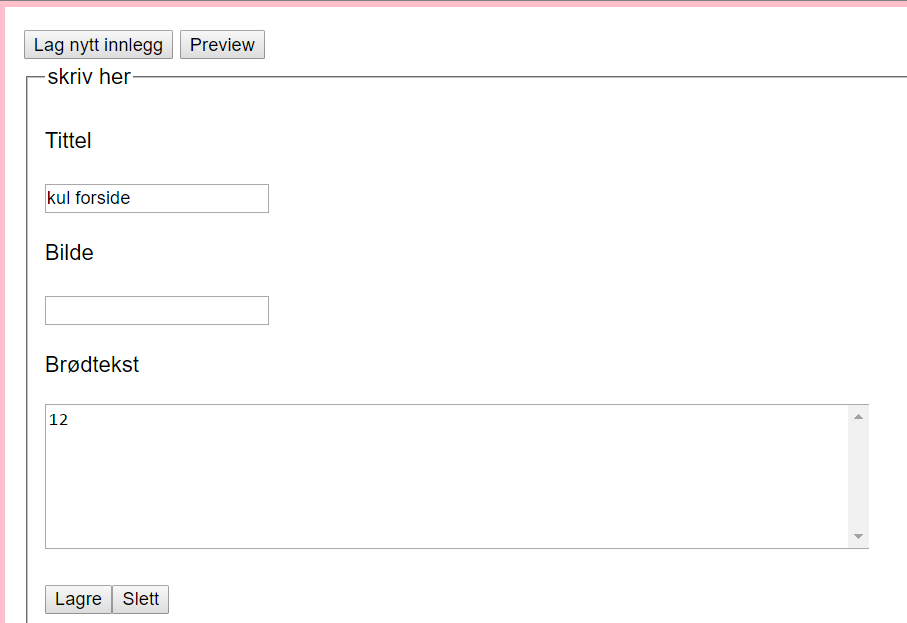 Lag nytt innlegg Preview
skriv her
Tittel
kul forside
Bilde
Brødtekst
12
Lagre Slett